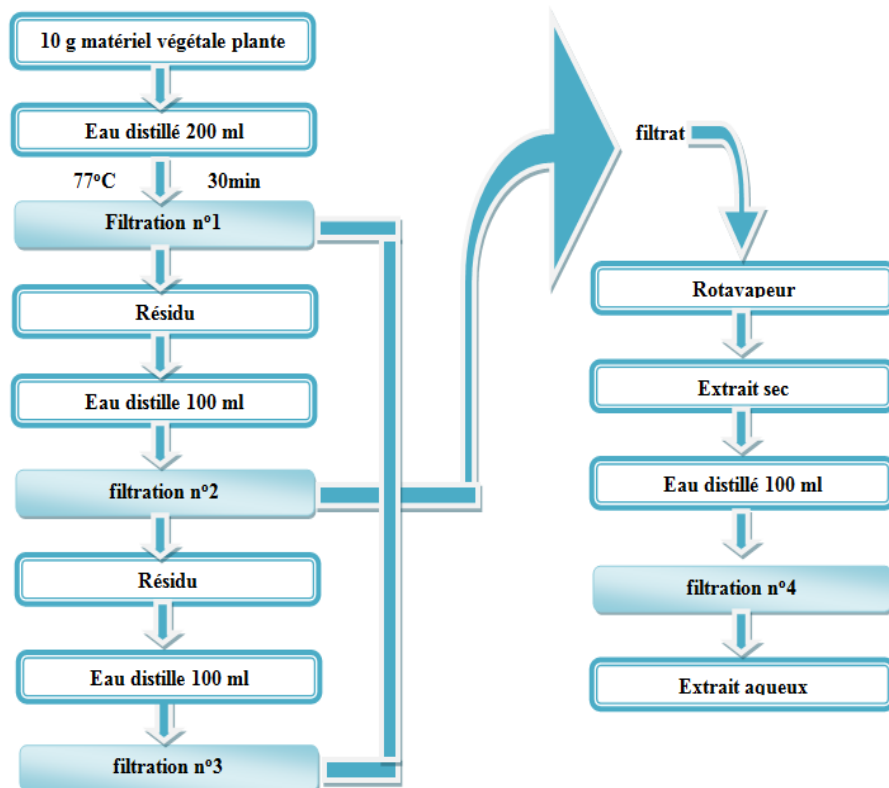 10 g matériel végétale plante
Eau distillé 200 ml
77°C 30min
Filtration n°1
Résidu
Eau distille 100 ml
filtration n°2
Résidu
Eau distille 100 ml
filtration n°3
filtrat
Rotavapeur
Extrait sec
Eau distillé 100 ml
filtration n°4
Extrait aqueux